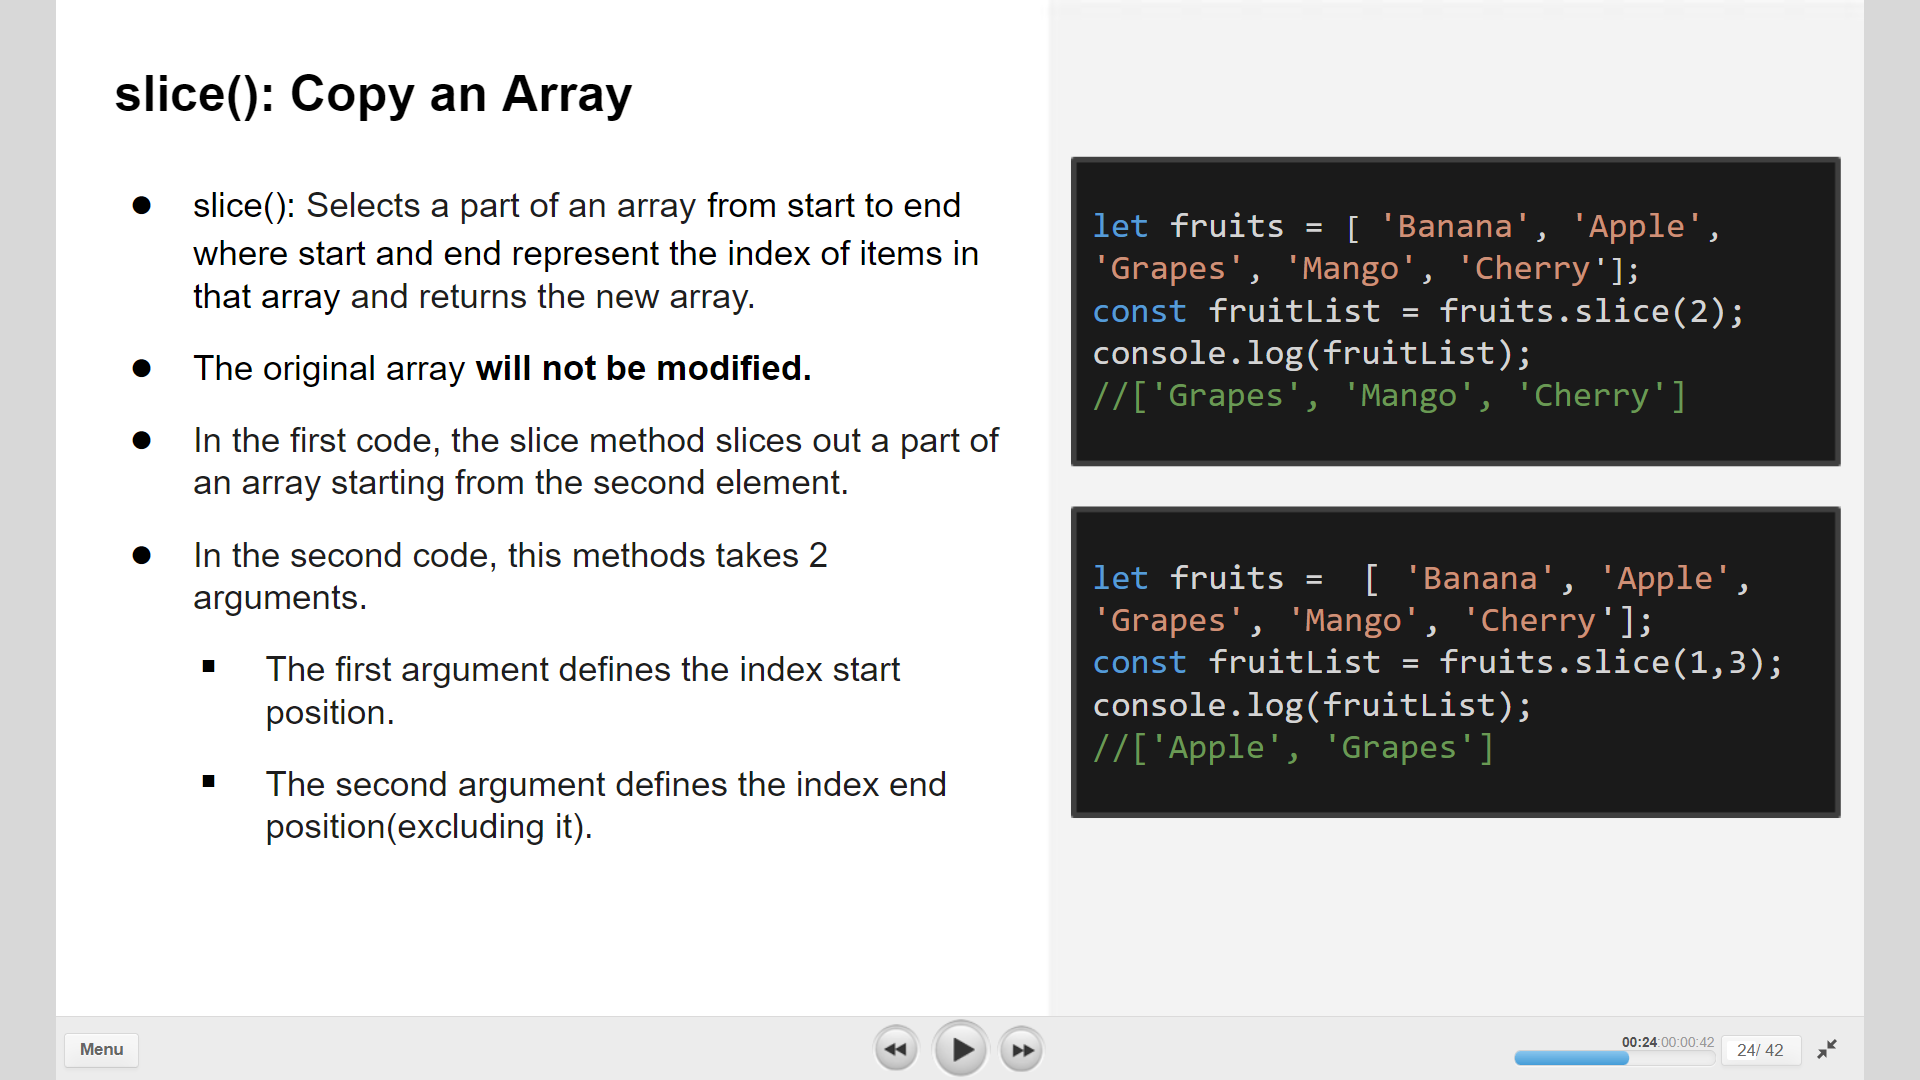 slice(): Copy an Array
slice(): Selects a part of an array from start to end
where start and end represent the index of items in
that array and returns the new array.
The original array will not be modified.
In the first code, the slice method slices out a part of
an array starting from the second element.
In the second code, this methods takes 2
arguments.
The first argument defines the index start
position.
The second argument defines the index end
position(excluding it).
let fruits = [ 'Banana', 'Apple',
'Grapes', 'Mango', 'Cherry'];
const fruitList = fruits.slice(2);
console.log(fruitList);
//['Grapes', 'Mango', 'Cherry']
let fruits =  [ 'Banana', 'Apple',
'Grapes', 'Mango', 'Cherry'];
const fruitList = fruits.slice(1,3);
console.log(fruitList);
//['Apple', 'Grapes']
Menu
00:24:00:00:42
24/ 42